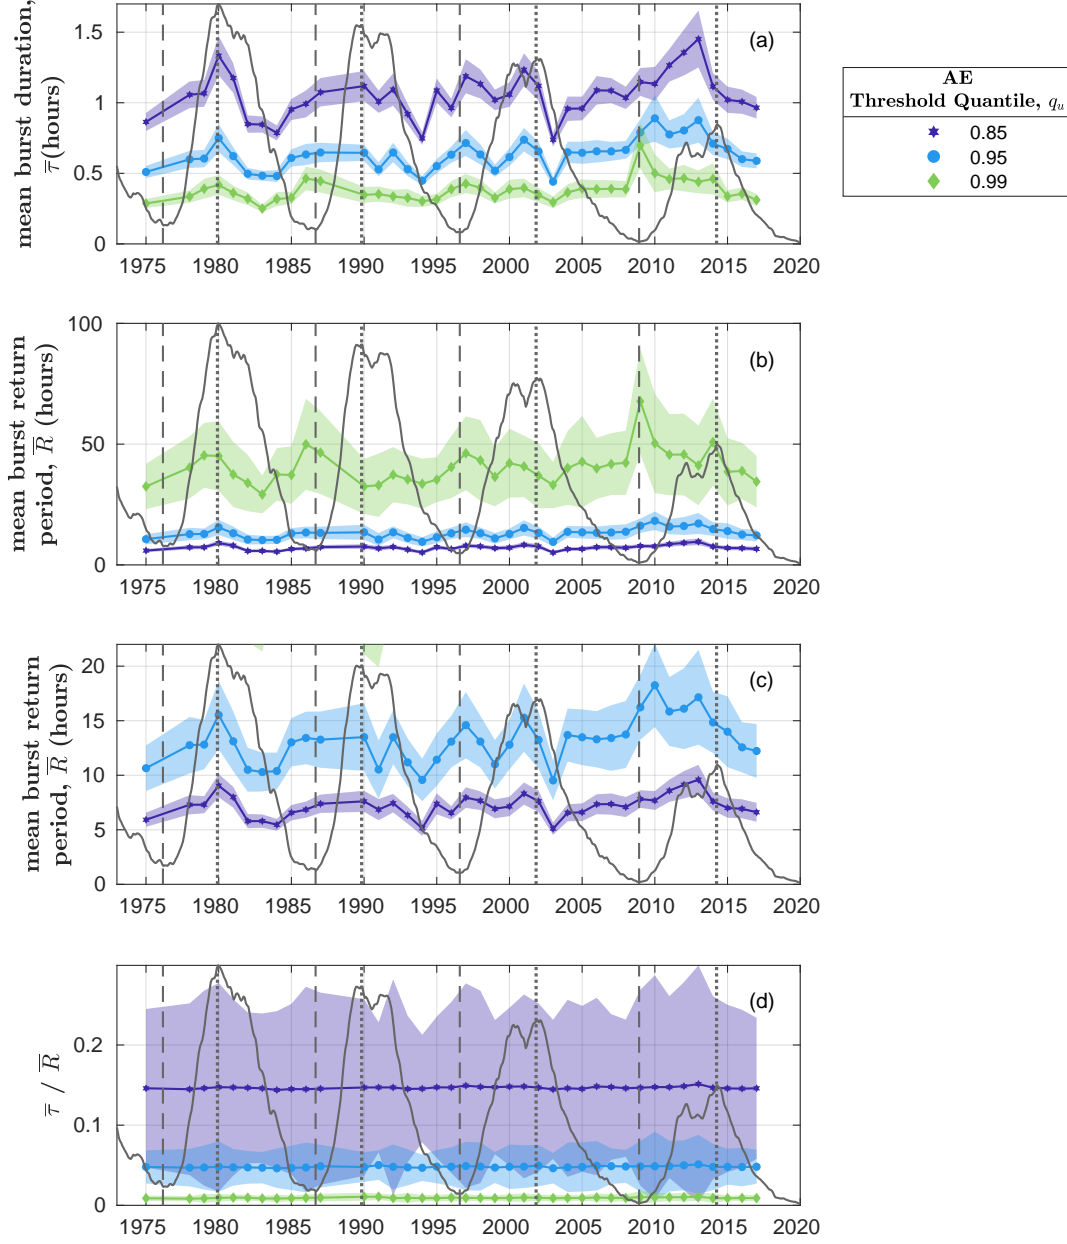 mean burst duration,
τ̅ (hours)
1.5
1
0.5
0
(a)
1975 1980 1985 1990 1995 2000 2005 2010 2015 2020
AE
Threshold Quantile, q_u
0.85
0.95
0.99
mean burst return
period, R̅ (hours)
100
50
0
(b)
1975 1980 1985 1990 1995 2000 2005 2010 2015 2020
mean burst return
period, R̅ (hours)
20
15
10
5
0
(c)
1975 1980 1985 1990 1995 2000 2005 2010 2015 2020
τ̅ / R̅
0.2
0.1
0
(d)
1975 1980 1985 1990 1995 2000 2005 2010 2015 2020